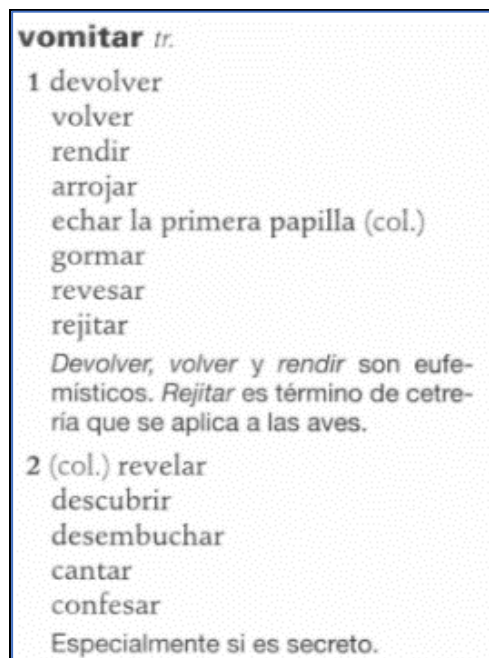 vomitar tr.
1 devolver
volver
rendir
arrojar
echar la primera papilla (col.)
gormar
revesar
rejitar
Devolver, volver y rendir son eufe-
místicos. Rejitar es término de cetre-
ría que se aplica a las aves.
2 (col.) revelar
descubrir
desembuchar
cantar
confesar
Especialmente si es secreto.